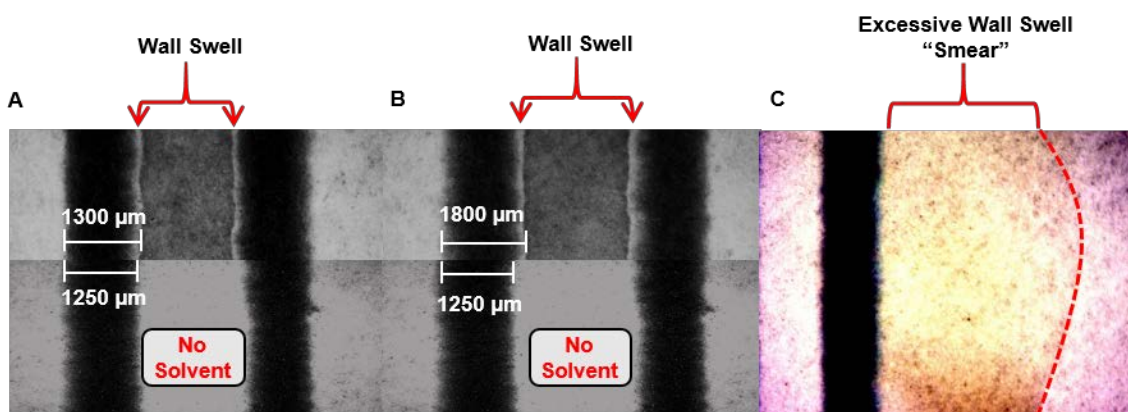 Wall Swell
Wall Swell
Excessive Wall Swell
“Smear”
A
B
C
1300 µm
1250 µm
No
Solvent
1800 µm
1250 µm
No
Solvent